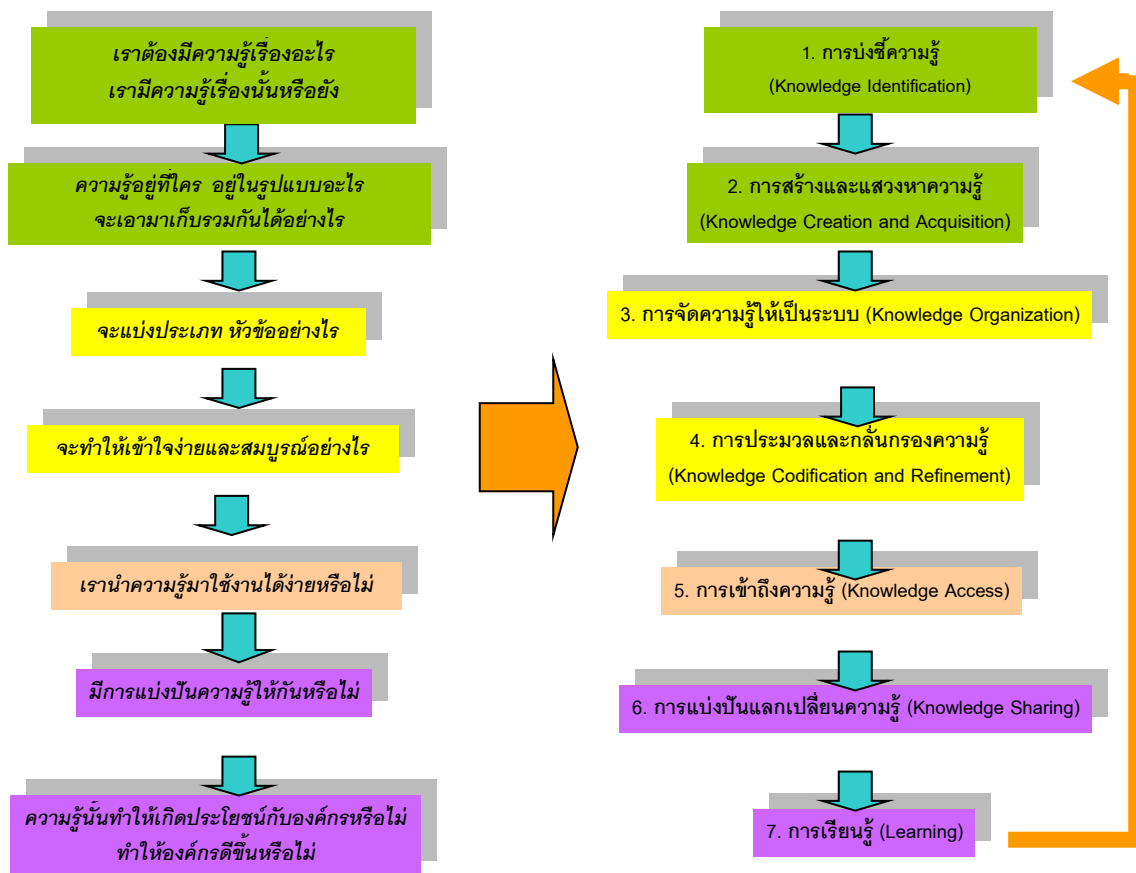 เราต้องมีความรู้เรื่องอะไร
เรามีความรู้เรื่องนั้นหรือยัง
ความรู้อยู่ที่ใคร อยู่ในรูปแบบอะไร
จะเอามาเก็บรวมกันได้อย่างไร
จะแบ่งประเภท หัวข้ออย่างไร
จะทำให้เข้าใจง่ายและสมบูรณ์อย่างไร
เรานำความรู้มาใช้งานได้ง่ายหรือไม่
มีการแบ่งปันความรู้ให้กันหรือไม่
ความรู้นั้นทำให้เกิดประโยชน์กับองค์กรหรือไม่
ทำให้องค์กรดีขึ้นหรือไม่
1. การบ่งชี้ความรู้
(Knowledge Identification)
2. การสร้างและแสวงหาความรู้
(Knowledge Creation and Acquisition)
3. การจัดความรู้ให้เป็นระบบ (Knowledge Organization)
4. การประมวลและกลั่นกรองความรู้
(Knowledge Codification and Refinement)
5. การเข้าถึงความรู้ (Knowledge Access)
6. การแบ่งปันแลกเปลี่ยนความรู้ (Knowledge Sharing)
7. การเรียนรู้ (Learning)